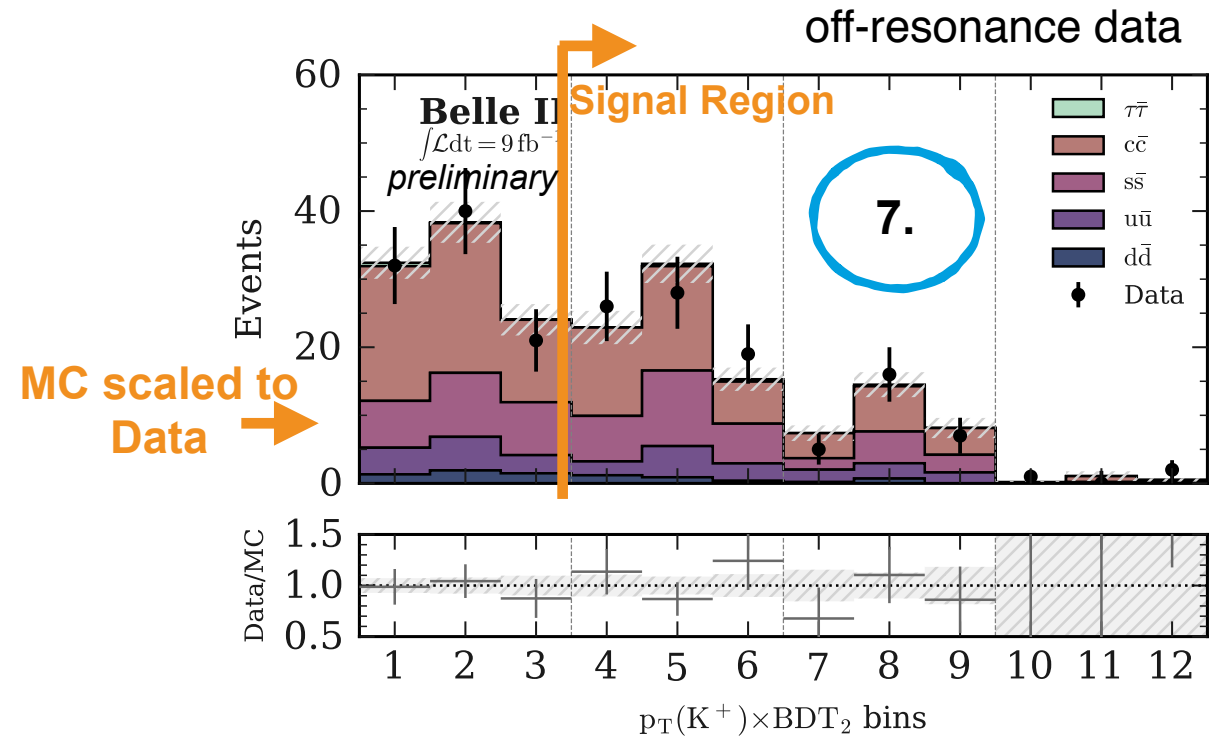 off-resonance data
60
40
20
0
Events
Belle II
∫ℒdt = 9 fb⁻
preliminary
Signal Region
7.
ττ̄
cc̄
ss̄
uū
dd̄
Data
MC scaled to
Data
1.5
1.0
0.5
Data/MC
1 2 3 4 5 6 7 8 9 10 11 12
p_T(K⁺)×BDT₂ bins